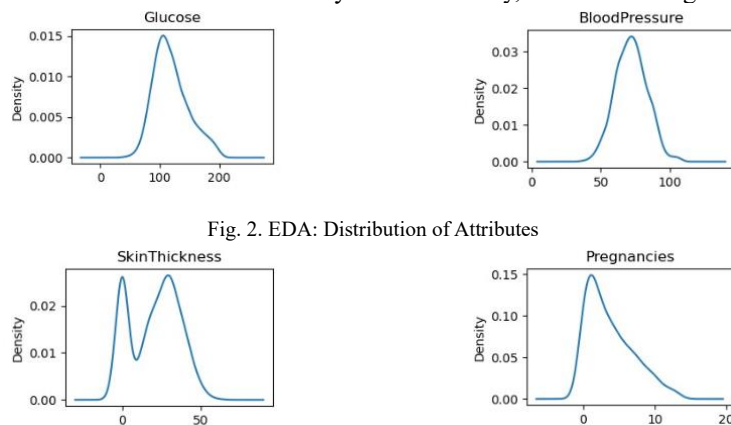 Glucose
BloodPressure
0.015
0.010
0.005
0.000
Density
0 100 200
0.03
0.02
0.01
0.00
Density
0 50 100
Fig. 2. EDA: Distribution of Attributes
SkinThickness
Pregnancies
0.02
0.01
0.00
Density
0 50
0.15
0.10
0.05
0.00
Density
0 10 20